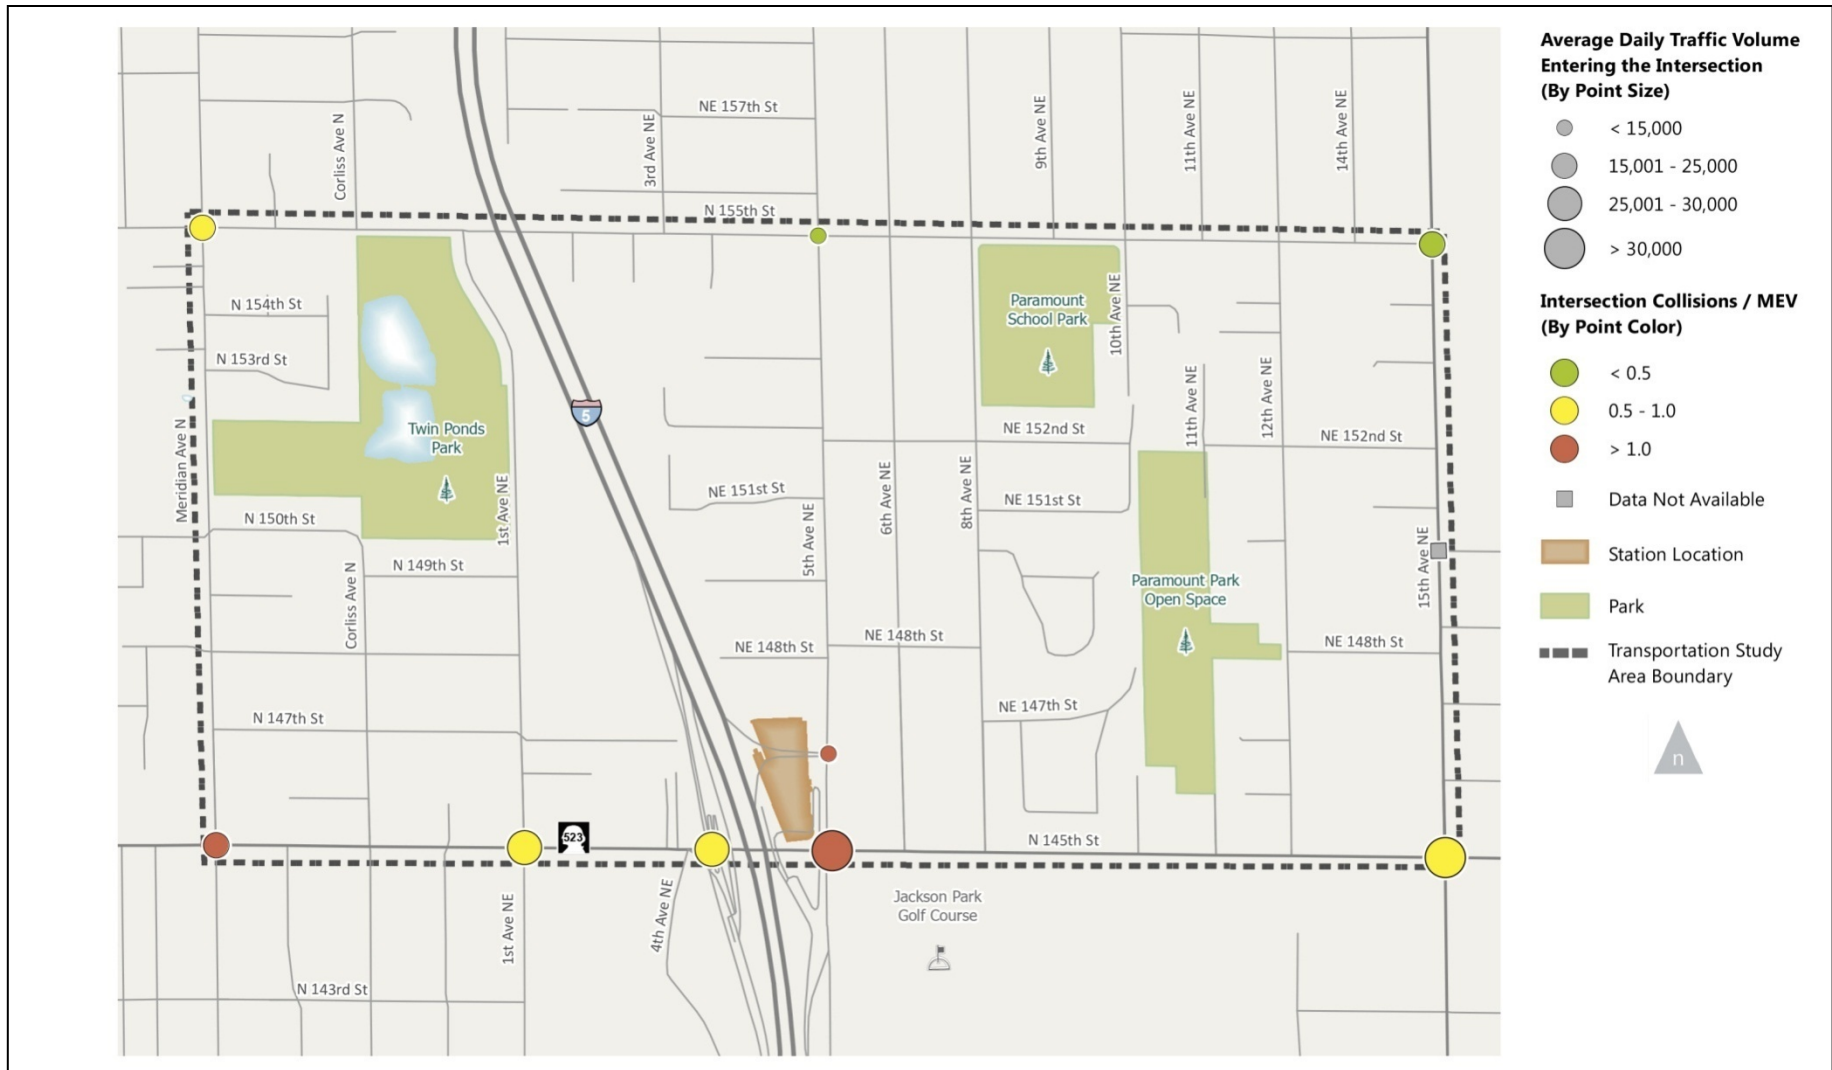 Average Daily Traffic Volume
Entering the Intersection
(By Point Size)
< 15,000
15,001 - 25,000
25,001 - 30,000
> 30,000
Intersection Collisions / MEV
(By Point Color)
< 0.5
0.5 - 1.0
> 1.0
Data Not Available
Station Location
Park
Transportation Study
Area Boundary
n
NE 157th St
Corliss Ave N
3rd Ave NE
9th Ave NE
11th Ave NE
14th Ave NE
N 155th St
N 154th St
N 153rd St
Paramount
School Park
10th Ave NE
5
Twin Ponds
Park
Meridian Ave N
NE 152nd St
11th Ave NE
12th Ave NE
NE 152nd St
1st Ave NE
NE 151st St
5th Ave NE
6th Ave NE
8th Ave NE
NE 151st St
N 150th St
N 149th St
Corliss Ave N
Paramount Park
Open Space
15th Ave NE
NE 148th St
NE 148th St
NE 148th St
N 147th St
NE 147th St
523
N 145th St
1st Ave NE
4th Ave NE
Jackson Park
Golf Course
N 143rd St